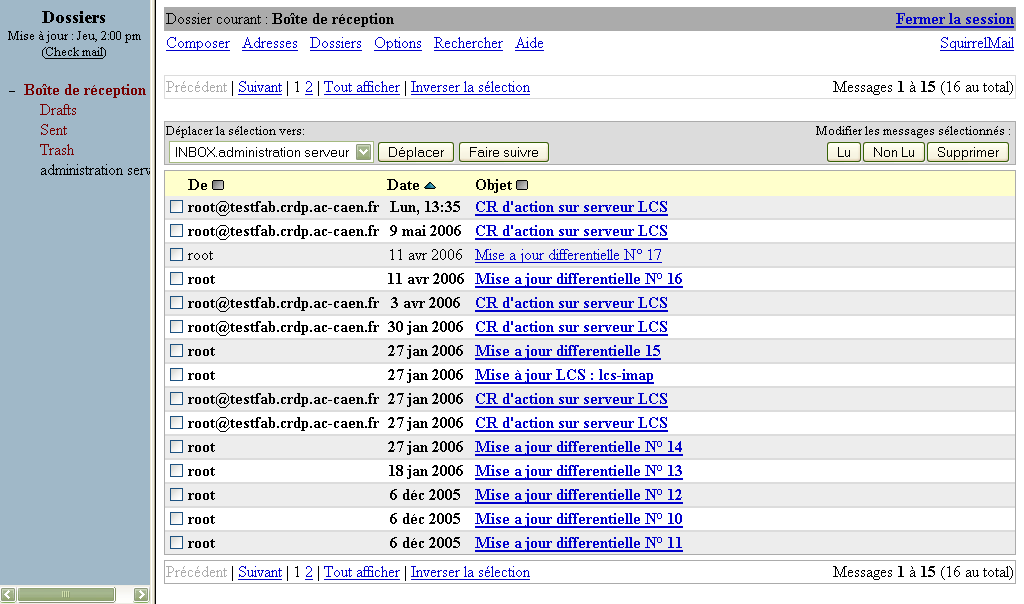 Dossiers
Mise à jour : Jeu, 2:00 pm
(Check mail)
– Boîte de réception
Drafts
Sent
Trash
administration serv
Dossier courant : Boîte de réception Fermer la session
Composer Adresses Dossiers Options Rechercher Aide SquirrelMail
Précédent | Suivant | 1 2 | Tout afficher | Inverser la sélection Messages 1 à 15 (16 au total)
Déplacer la sélection vers: Modifier les messages sélectionnés :
INBOX.administration serveur Déplacer Faire suivre Lu Non Lu Supprimer
De Date Objet
root@testfab.crdp.ac-caen.fr Lun, 13:35 CR d'action sur serveur LCS
root@testfab.crdp.ac-caen.fr 9 mai 2006 CR d'action sur serveur LCS
root 11 avr 2006 Mise a jour differentielle N° 17
root 11 avr 2006 Mise a jour differentielle N° 16
root@testfab.crdp.ac-caen.fr 3 avr 2006 CR d'action sur serveur LCS
root@testfab.crdp.ac-caen.fr 30 jan 2006 CR d'action sur serveur LCS
root 27 jan 2006 Mise a jour differentielle 15
root 27 jan 2006 Mise à jour LCS : lcs-imap
root@testfab.crdp.ac-caen.fr 27 jan 2006 CR d'action sur serveur LCS
root@testfab.crdp.ac-caen.fr 27 jan 2006 CR d'action sur serveur LCS
root 27 jan 2006 Mise a jour differentielle N° 14
root 18 jan 2006 Mise a jour differentielle N° 13
root 6 déc 2005 Mise a jour differentielle N° 12
root 6 déc 2005 Mise a jour differentielle N° 10
root 6 déc 2005 Mise a jour differentielle N° 11
Précédent | Suivant | 1 2 | Tout afficher | Inverser la sélection Messages 1 à 15 (16 au total)